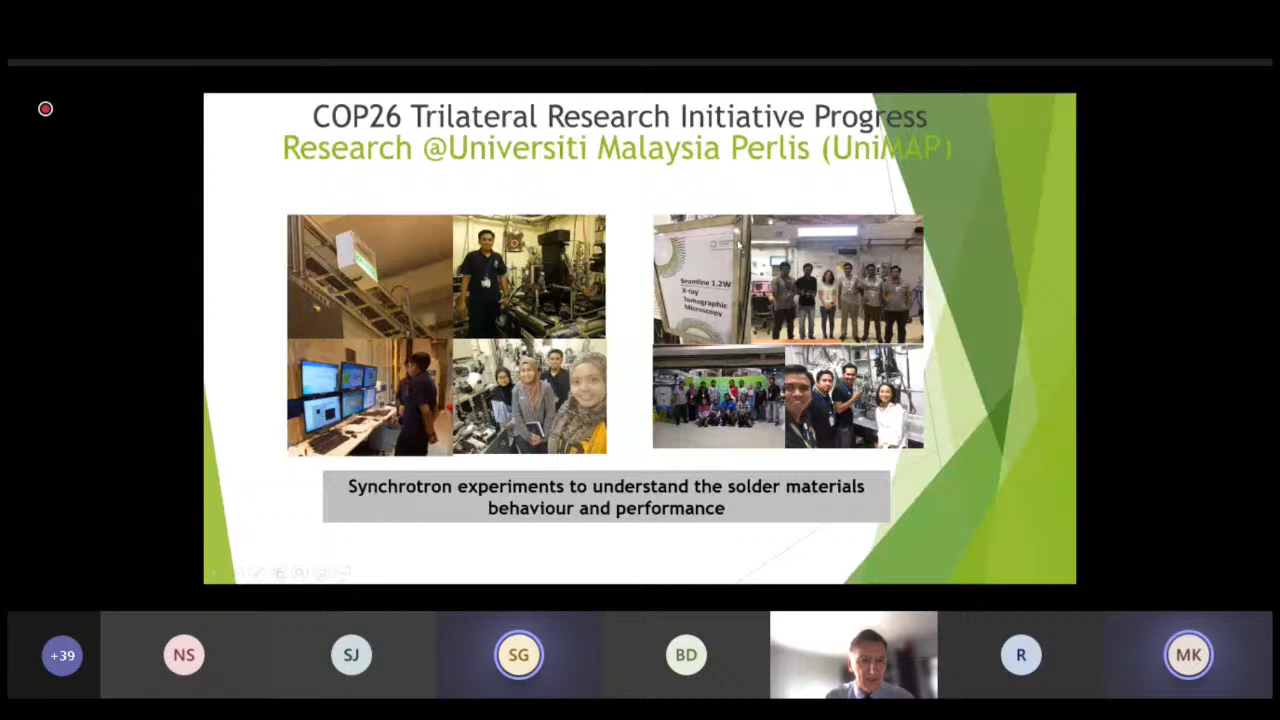 COP26 Trilateral Research Initiative Progress
Research @Universiti Malaysia Perlis (UniMAP)
Beamline 1.2W
X-ray
Tomographic
Microscopy
Synchrotron experiments to understand the solder materials
behaviour and performance
+39
NS
SJ
SG
BD
R
MK